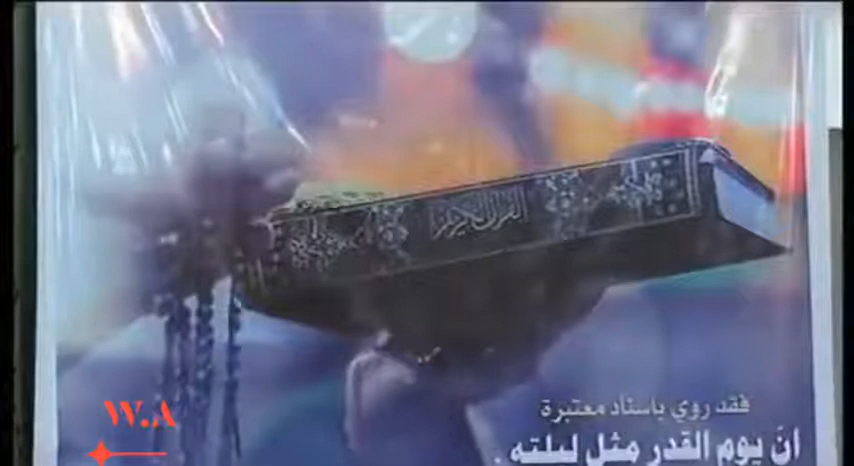 القرآن الكريم
فقد روي باسناد معتبرة
ان يوم القدر مثل ليلته .
W.A